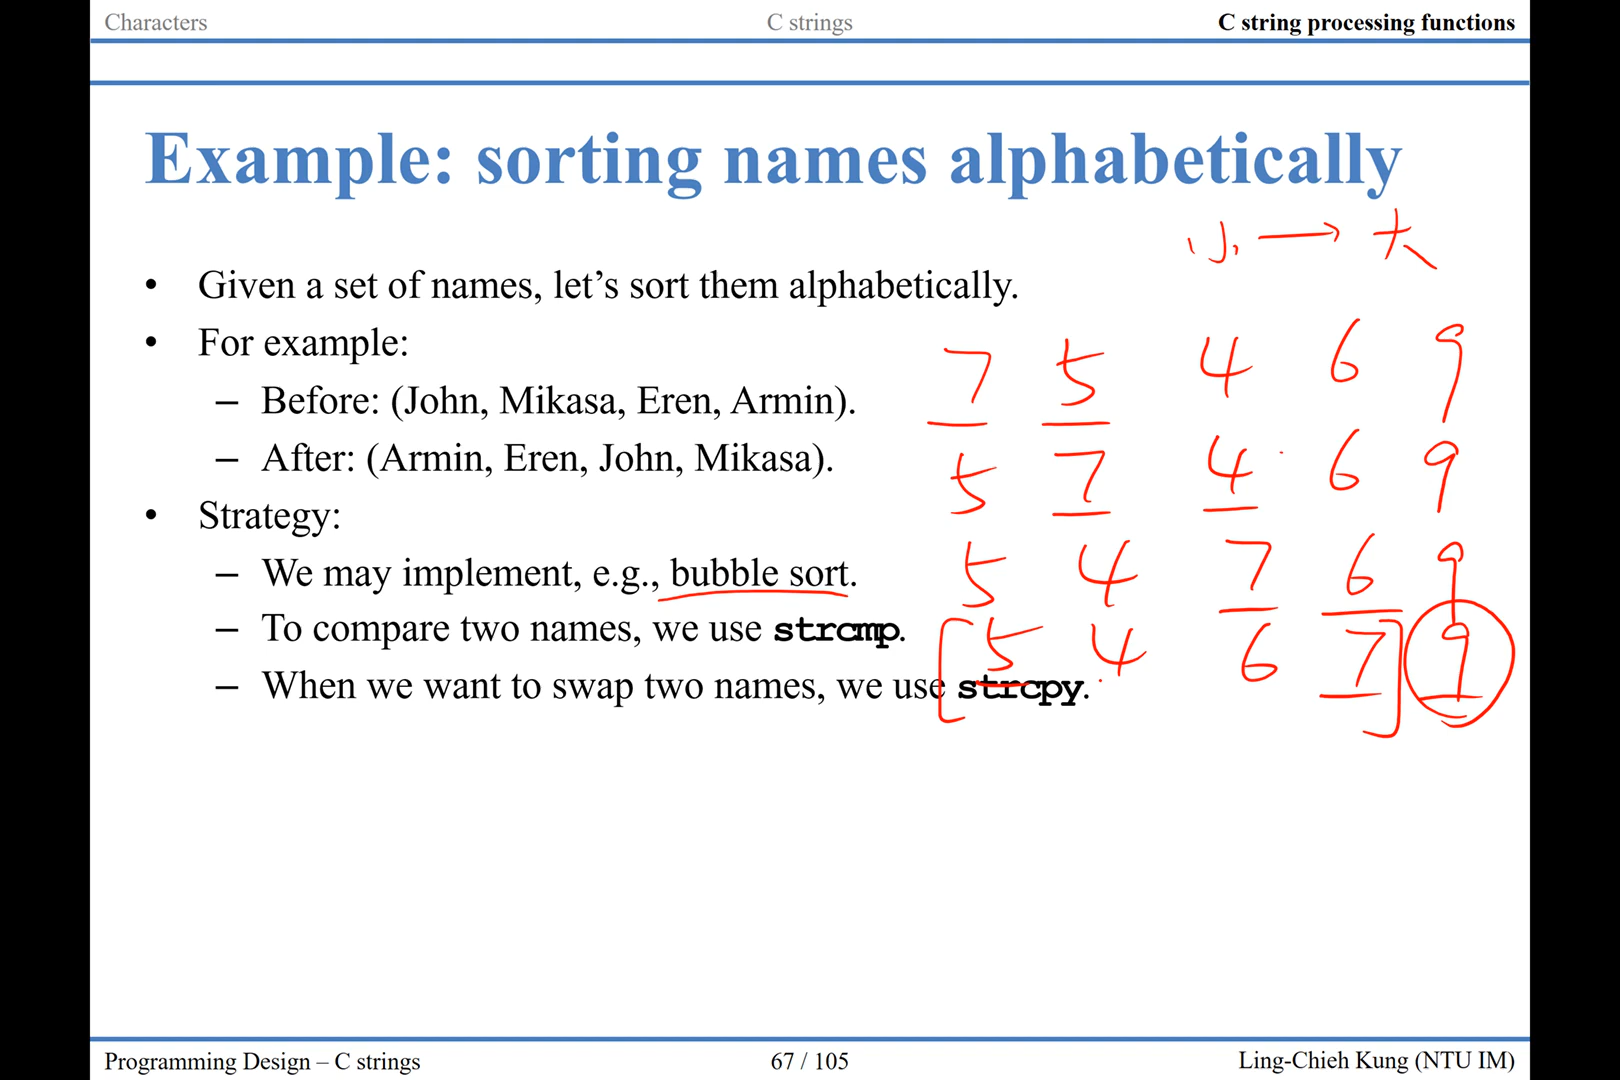 Characters C strings C string processing functions
Example: sorting names alphabetically
小 → 大
• Given a set of names, let’s sort them alphabetically.
• For example:
7 5 4 6 9
– Before: (John, Mikasa, Eren, Armin).
– After: (Armin, Eren, John, Mikasa).
5 7 4 6 9
• Strategy:
– We may implement, e.g., bubble sort.
5 4 7 6 9
– To compare two names, we use strcmp.
[5 4 6 7] 9
– When we want to swap two names, we use strcpy.
Programming Design – C strings 67 / 105 Ling-Chieh Kung (NTU IM)